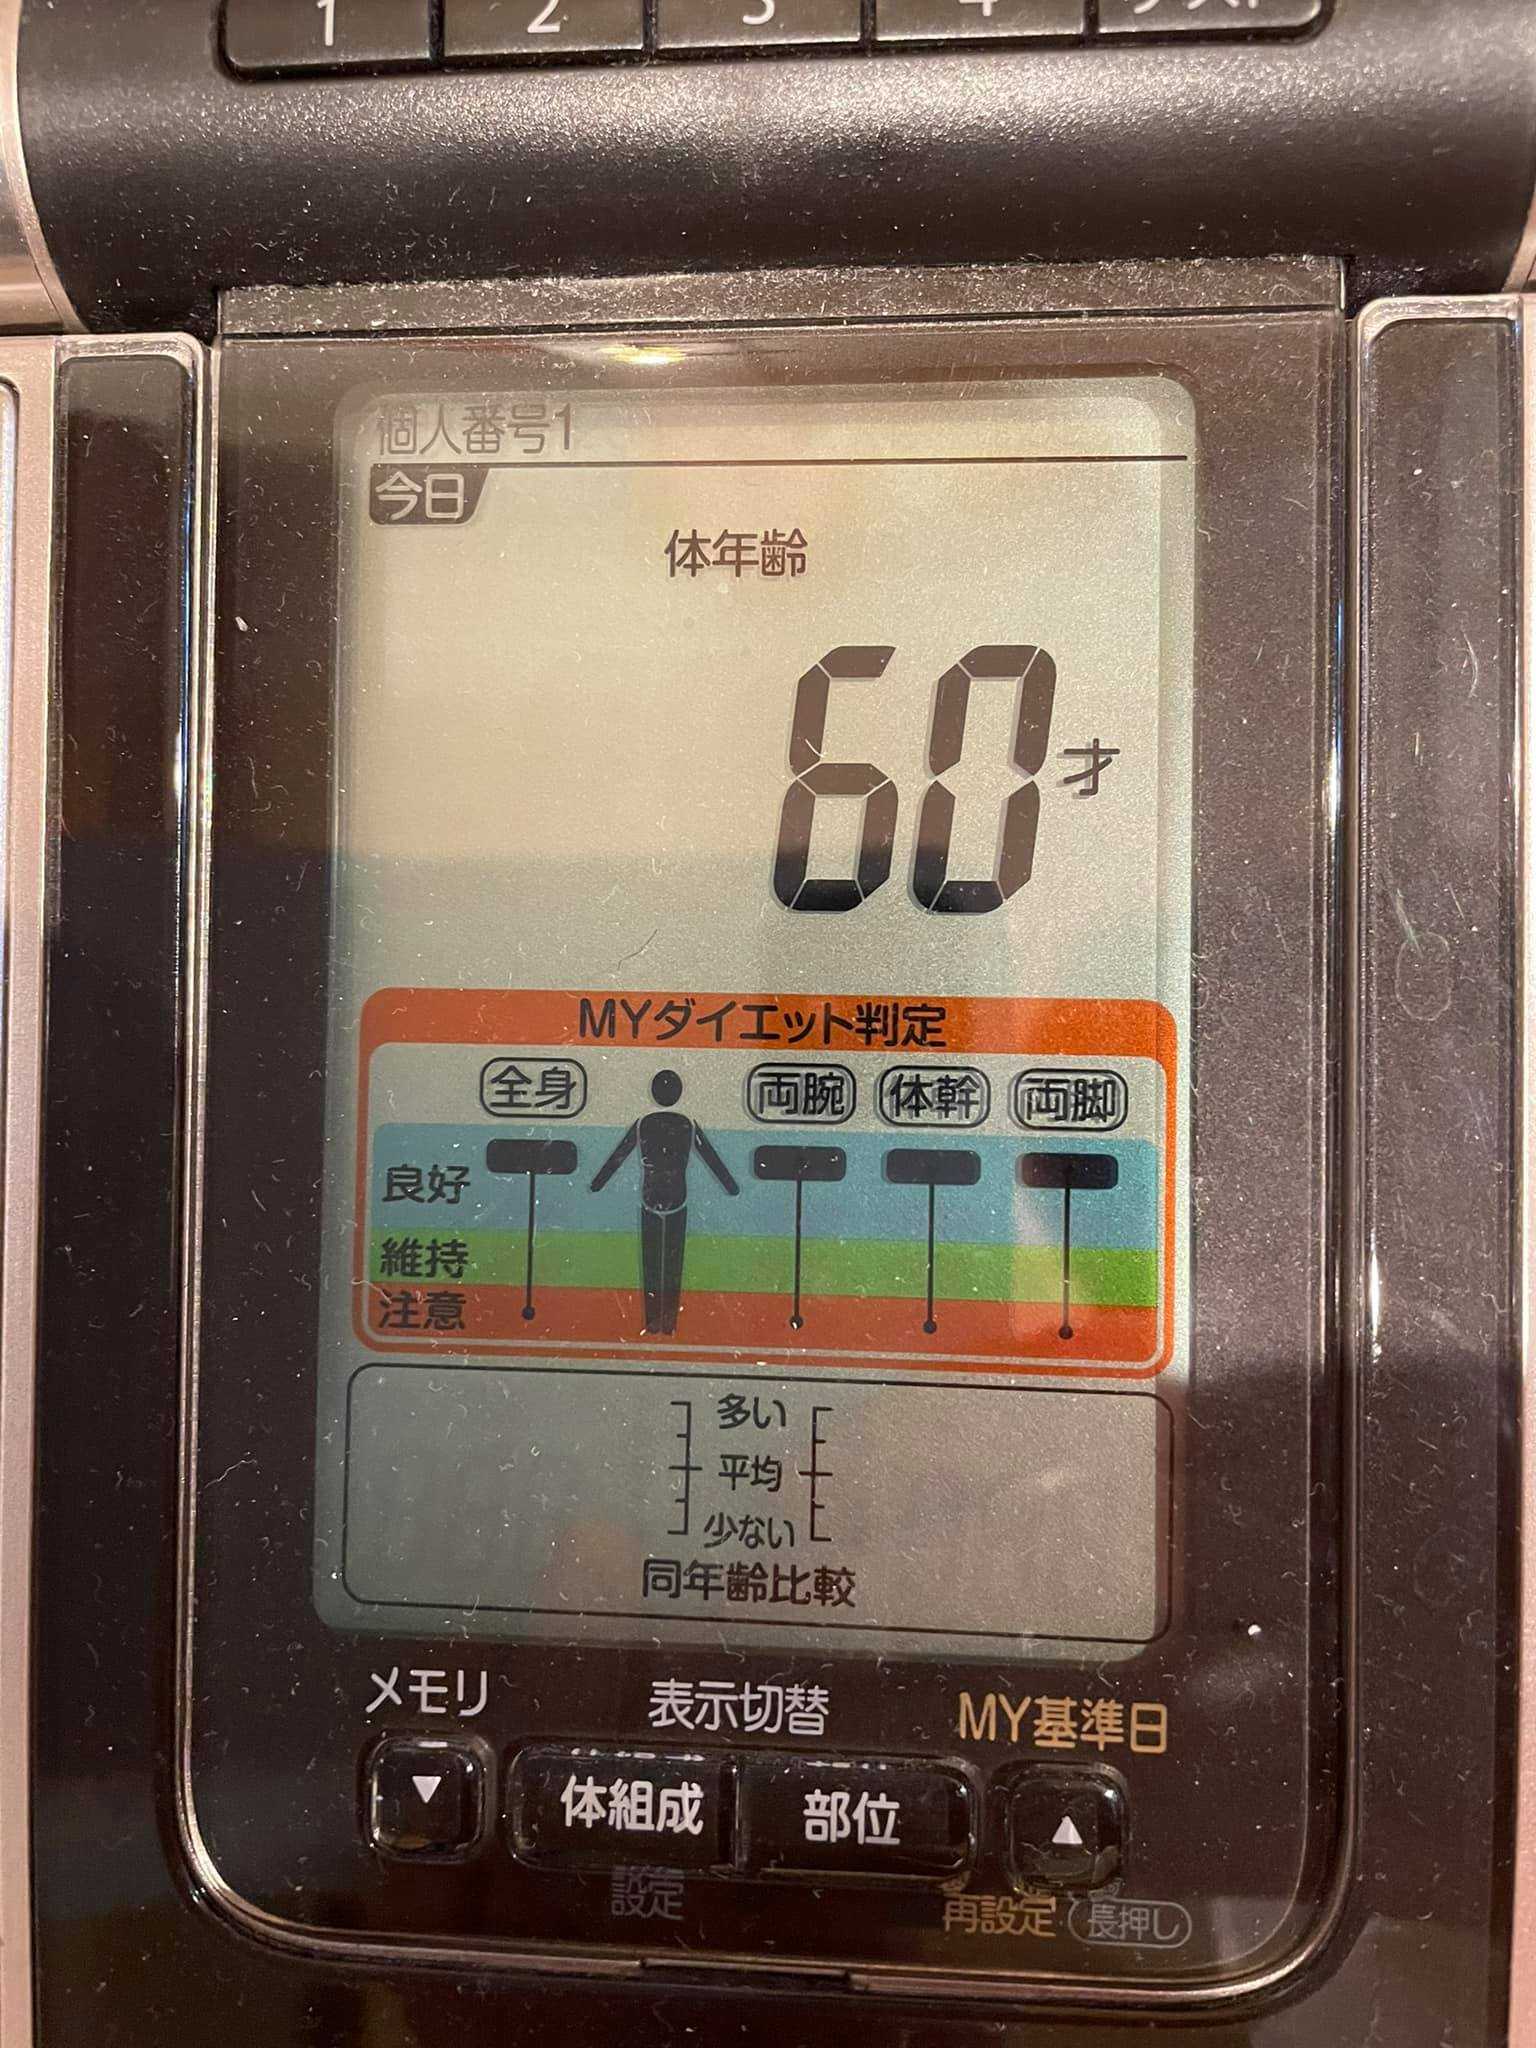 1 2 3 4 ゲスト
個人番号1
今日
体年齢
60才
MYダイエット判定
全身 両腕 体幹 両脚
良好
維持
注意
多い
平均
少ない
同年齢比較
メモリ 表示切替 MY基準日
▼ 体組成 部位 ▲
設定 再設定 長押し